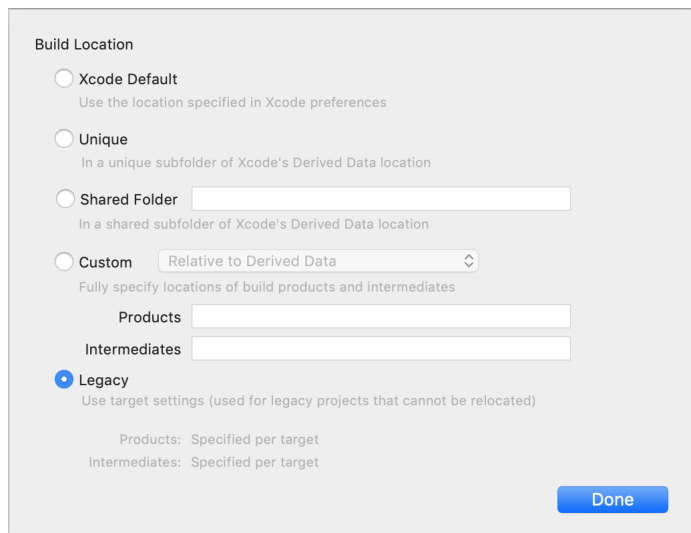 Build Location
Xcode Default
Use the location specified in Xcode preferences
Unique
In a unique subfolder of Xcode's Derived Data location
Shared Folder
In a shared subfolder of Xcode's Derived Data location
Custom Relative to Derived Data
Fully specify locations of build products and intermediates
Products
Intermediates
Legacy
Use target settings (used for legacy projects that cannot be relocated)
Products: Specified per target
Intermediates: Specified per target
Done